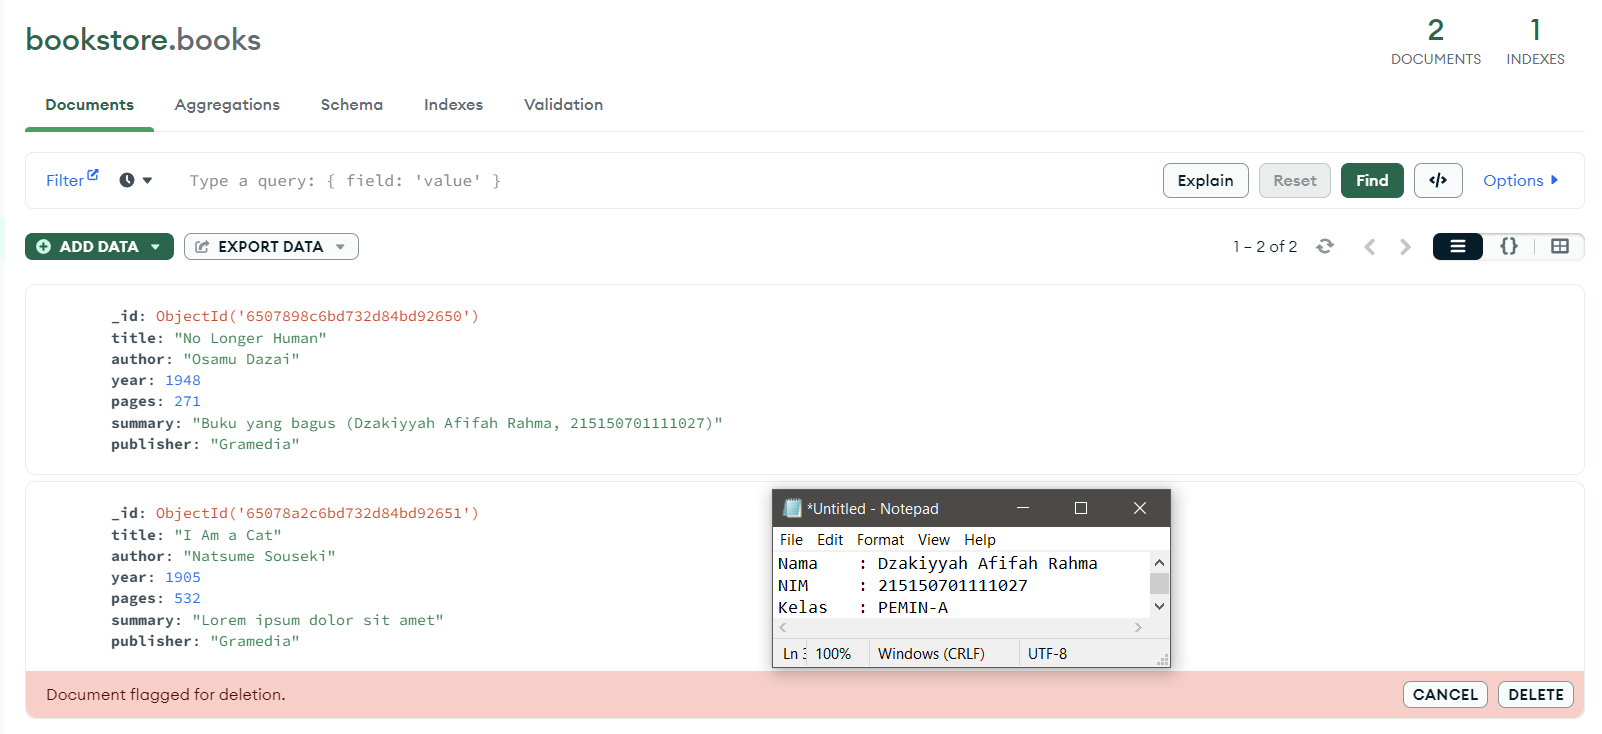 bookstore.books
2 1
DOCUMENTS INDEXES
Documents Aggregations Schema Indexes Validation
Filter Type a query: { field: 'value' } Explain Reset Find </> Options
ADD DATA EXPORT DATA 1 – 2 of 2 {}
_id: ObjectId('6507898c6bd732d84bd92650')
title: "No Longer Human"
author: "Osamu Dazai"
year: 1948
pages: 271
summary: "Buku yang bagus (Dzakiyyah Afifah Rahma, 215150701111027)"
publisher: "Gramedia"
_id: ObjectId('65078a2c6bd732d84bd92651')
title: "I Am a Cat"
author: "Natsume Souseki"
year: 1905
pages: 532
summary: "Lorem ipsum dolor sit amet"
publisher: "Gramedia"
*Untitled - Notepad
File Edit Format View Help
Nama : Dzakiyyah Afifah Rahma
NIM : 215150701111027
Kelas : PEMIN-A
Ln 100% Windows (CRLF) UTF-8
Document flagged for deletion. CANCEL DELETE